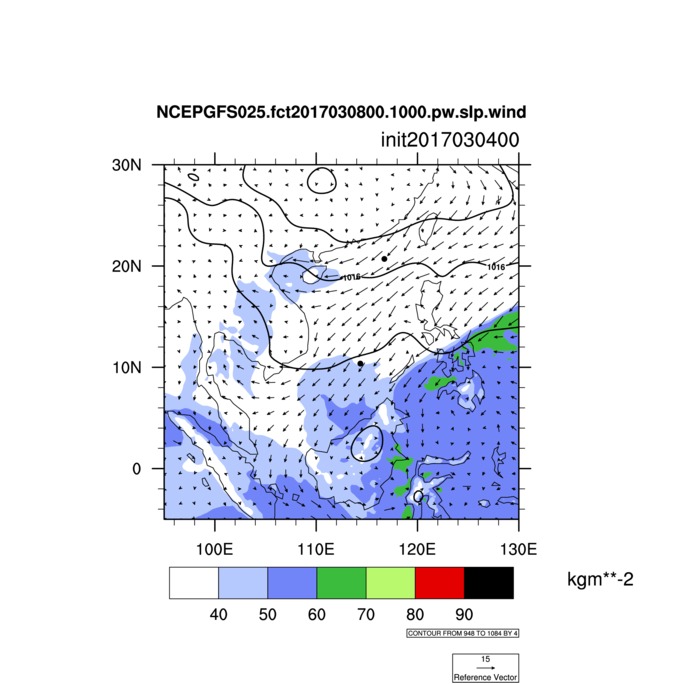 NCEPGFS025.fct2017030800.1000.pw.slp.wind
init2017030400
30N
20N
10N
0
1016
1016
100E 110E 120E 130E
kgm**-2
40 50 60 70 80 90
CONTOUR FROM 948 TO 1084 BY 4
15
Reference Vector